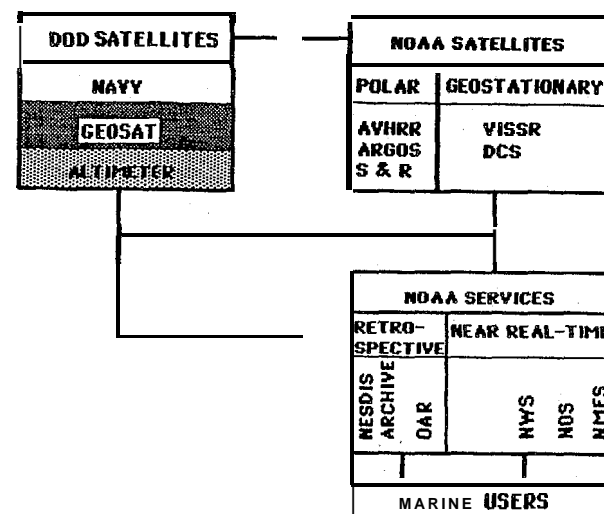 DOD SATELLITES
NAVY
GEOSAT
ALTIMETER
NOAA SATELLITES
POLAR GEOSTATIONARY
AVHRR VISSR
ARGOS DCS
S & R
NOAA SERVICES
RETRO- NEAR REAL-TIME
SPECTIVE
NESDIS
ARCHIVE
OAR
NWS
NOS
NMFS
MARINE USERS